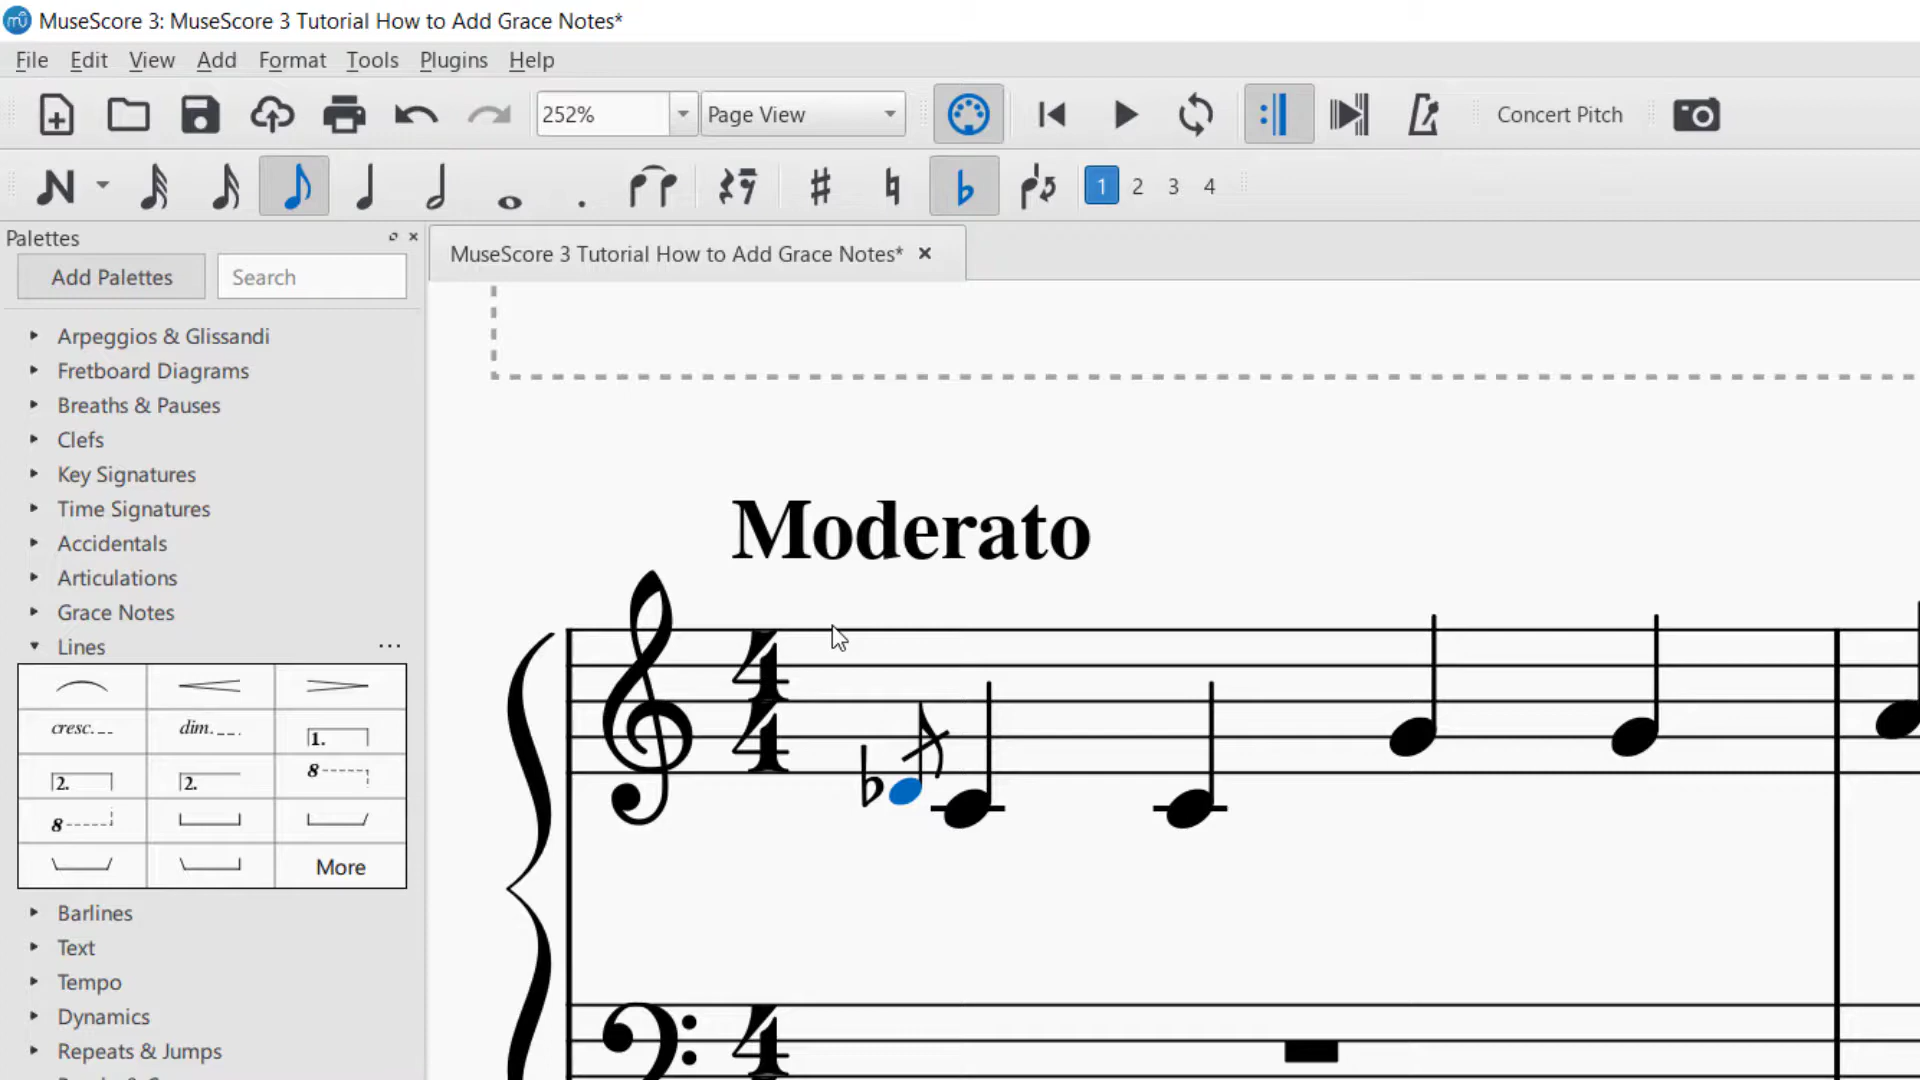 MuseScore 3: MuseScore 3 Tutorial How to Add Grace Notes*
File Edit View Add Format Tools Plugins Help
252% Page View Concert Pitch
1 2 3 4
Palettes
MuseScore 3 Tutorial How to Add Grace Notes*
Add Palettes Search
Arpeggios & Glissandi
Fretboard Diagrams
Breaths & Pauses
Clefs
Key Signatures
Time Signatures
Accidentals
Articulations
Grace Notes
Lines
cresc. dim. 1.
2. 2. 8
8
More
Barlines
Text
Tempo
Dynamics
Repeats & Jumps
Moderato
4
4
4